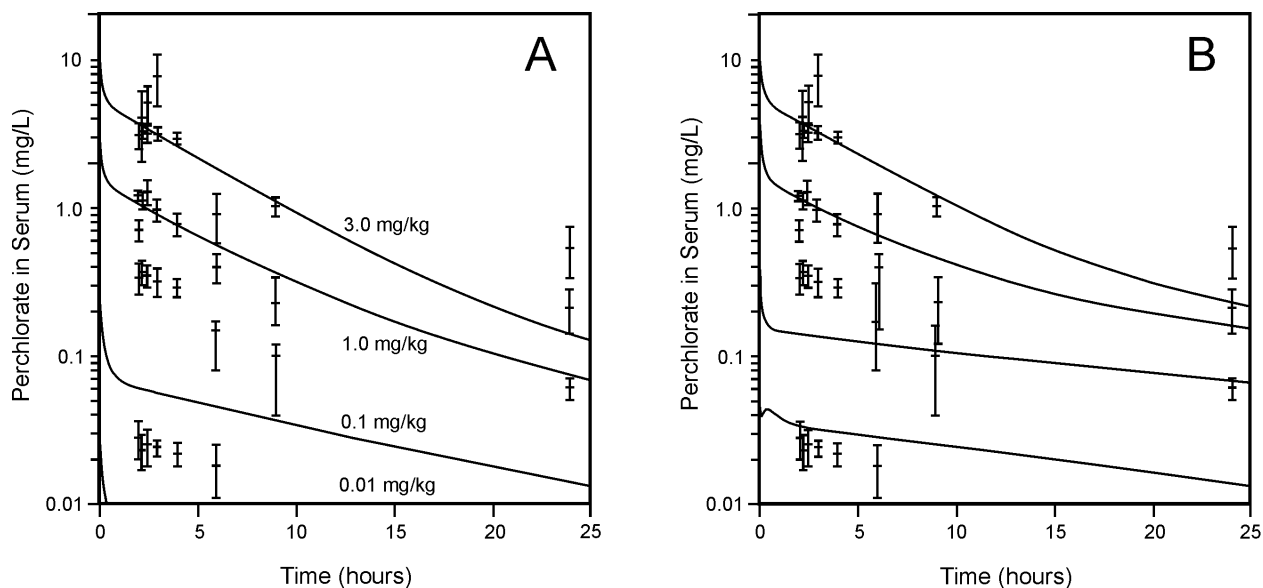 A
Perchlorate in Serum (mg/L)
10
1.0
0.1
0.01
3.0 mg/kg
1.0 mg/kg
0.1 mg/kg
0.01 mg/kg
0 5 10 15 20 25
Time (hours)
B
Perchlorate in Serum (mg/L)
10
1.0
0.1
0.01
0 5 10 15 20 25
Time (hours)